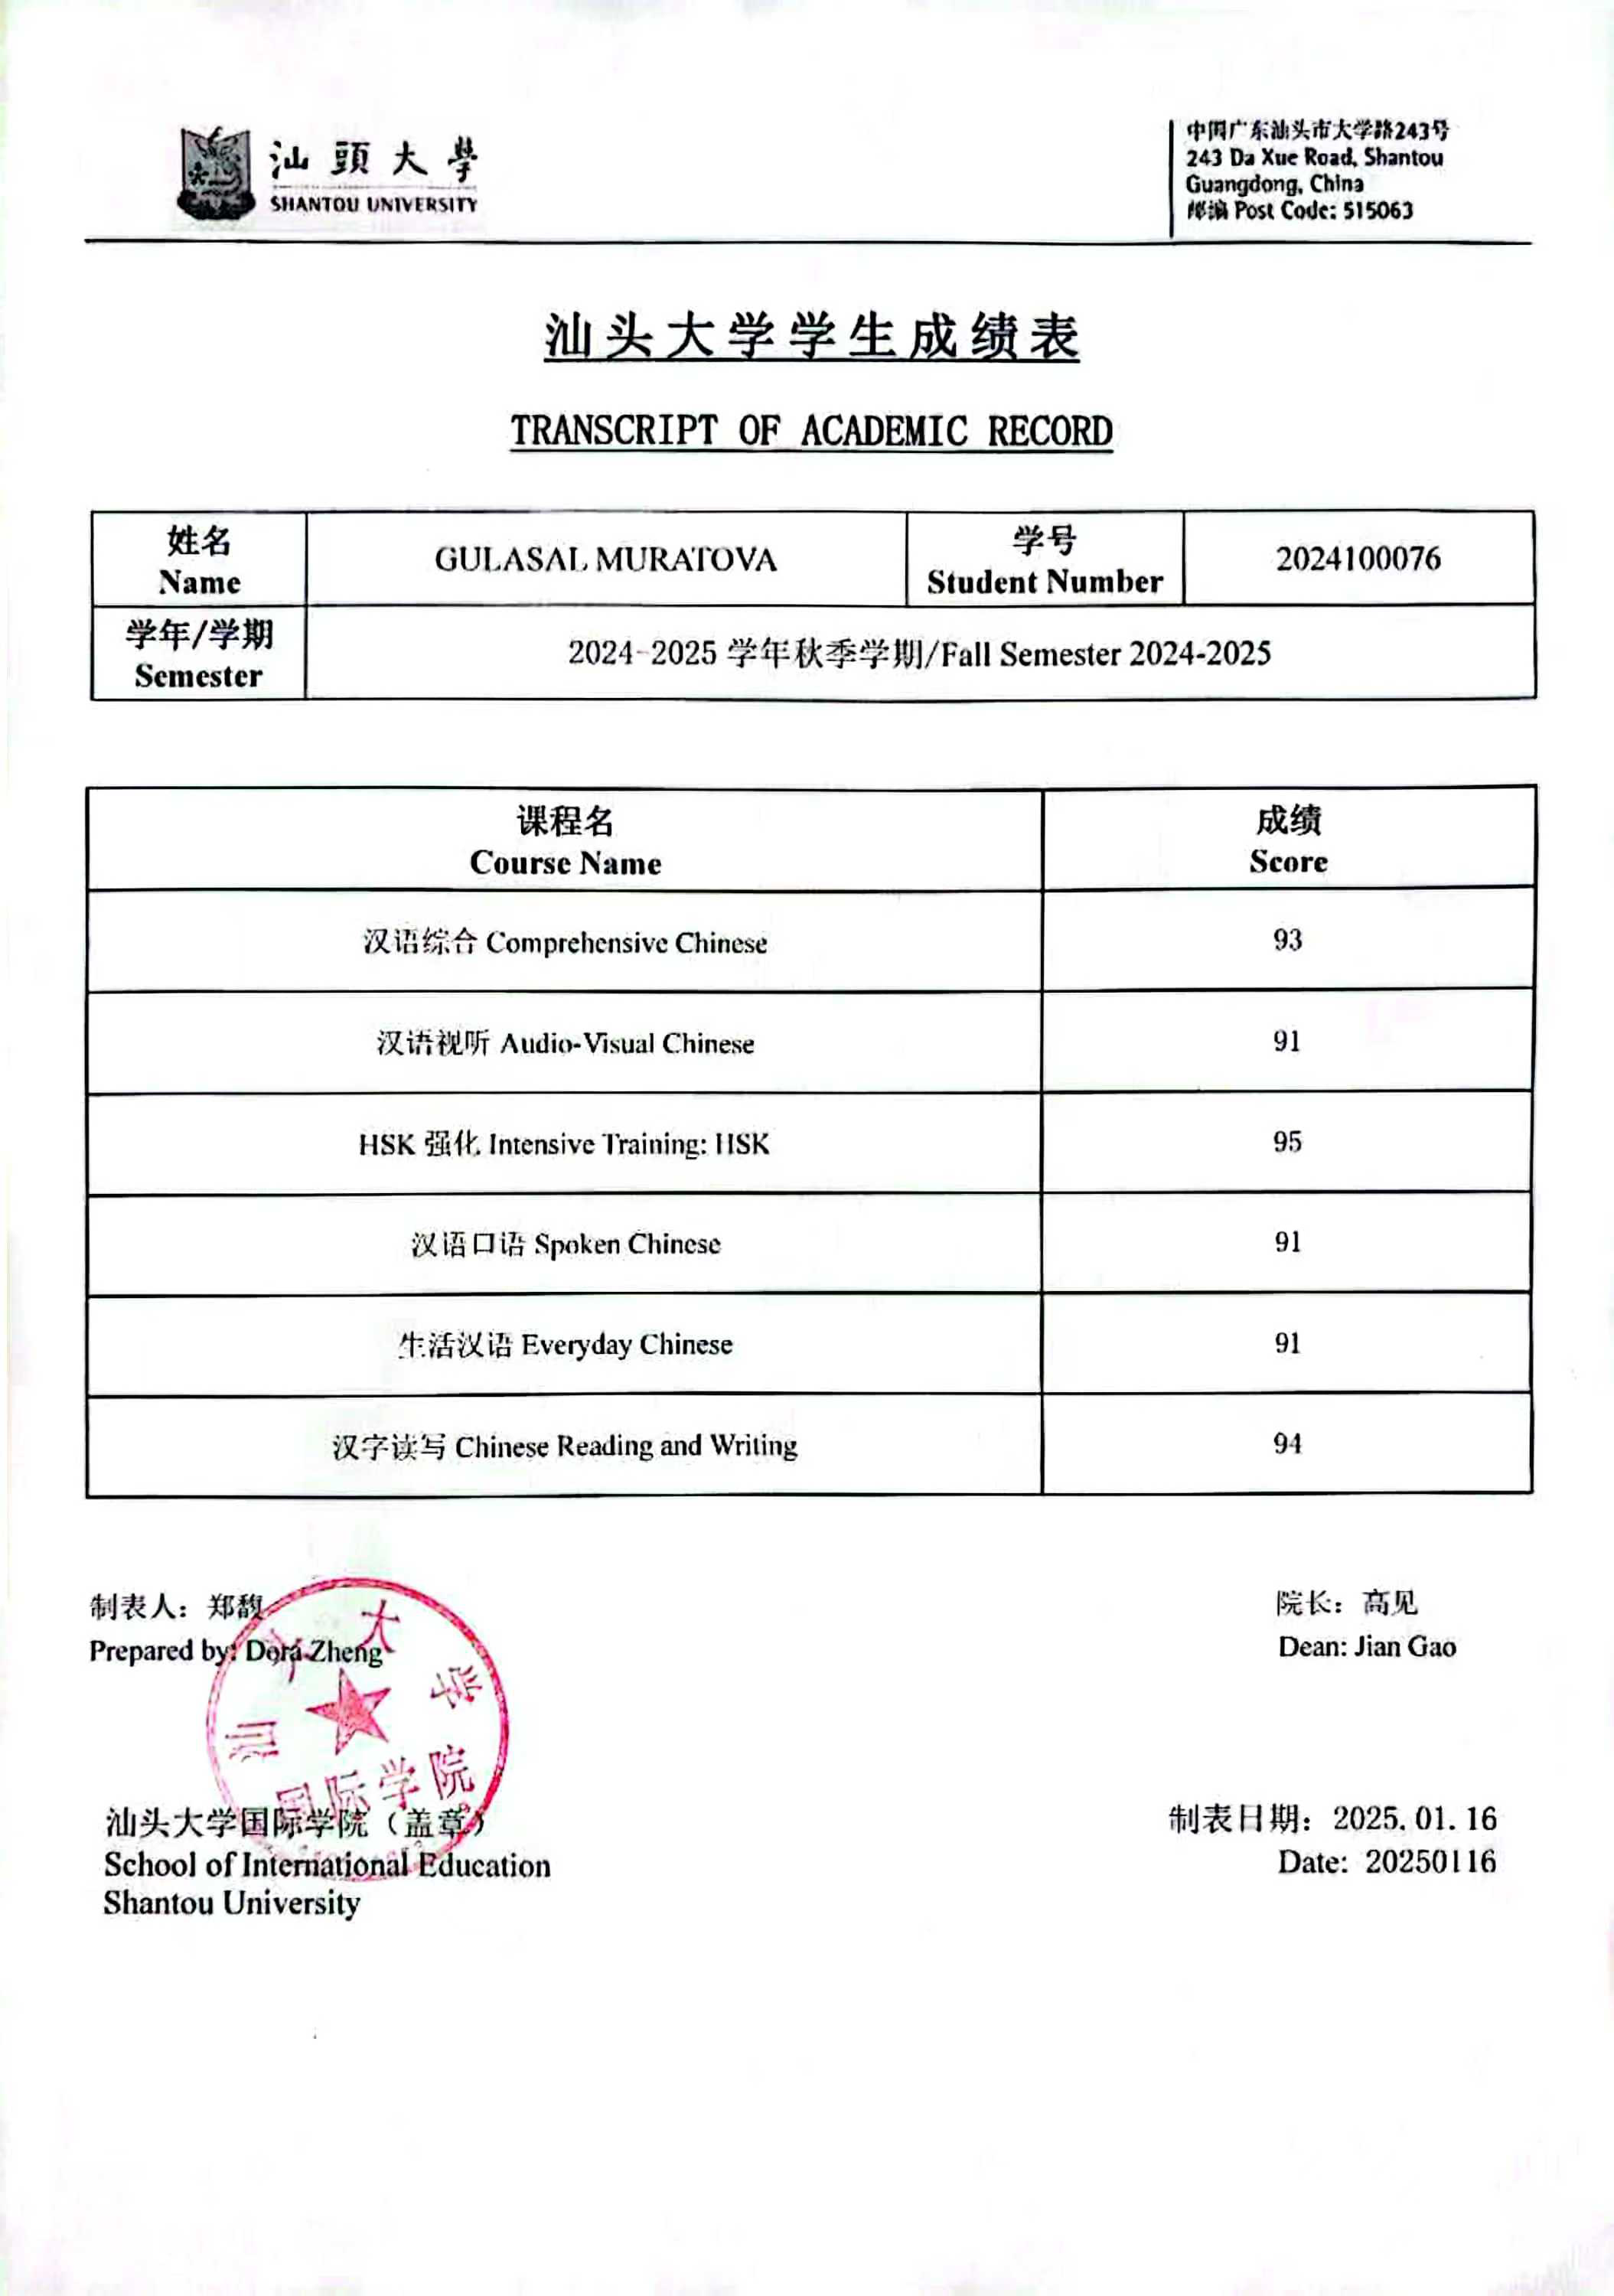 汕頭大學
SHANTOU UNIVERSITY
中国广东汕头市大学路243号
243 Da Xue Road, Shantou
Guangdong, China
邮编 Post Code: 515063
汕头大学学生成绩表
TRANSCRIPT OF ACADEMIC RECORD
姓名
Name
GULASAL MURATOVA
学号
Student Number
2024100076
学年/学期
Semester
2024-2025 学年秋季学期/Fall Semester 2024-2025
课程名
Course Name
成绩
Score
汉语综合 Comprehensive Chinese
93
汉语视听 Audio-Visual Chinese
91
HSK 强化 Intensive Training: HSK
95
汉语口语 Spoken Chinese
91
生活汉语 Everyday Chinese
91
汉字读写 Chinese Reading and Writing
94
制表人：郑馥
Prepared by: Dora Zheng
院长：高见
Dean: Jian Gao
汕头大学
国际学院
汕头大学国际学院（盖章）
School of International Education
Shantou University
制表日期：2025.01.16
Date: 20250116